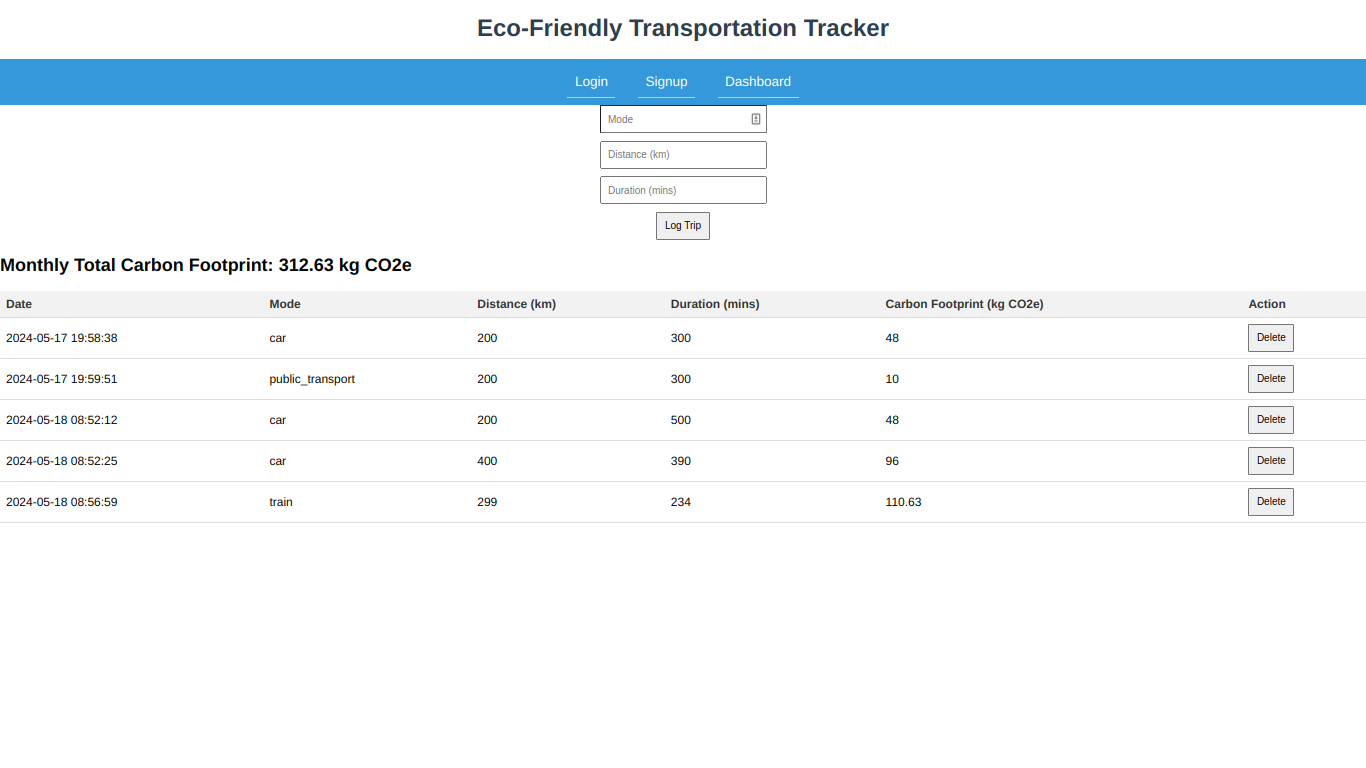 Eco-Friendly Transportation Tracker
Login Signup Dashboard
Mode
Distance (km)
Duration (mins)
Log Trip
Monthly Total Carbon Footprint: 312.63 kg CO2e
Date Mode Distance (km) Duration (mins) Carbon Footprint (kg CO2e) Action
2024-05-17 19:58:38 car 200 300 48 Delete
2024-05-17 19:59:51 public_transport 200 300 10 Delete
2024-05-18 08:52:12 car 200 500 48 Delete
2024-05-18 08:52:25 car 400 390 96 Delete
2024-05-18 08:56:59 train 299 234 110.63 Delete